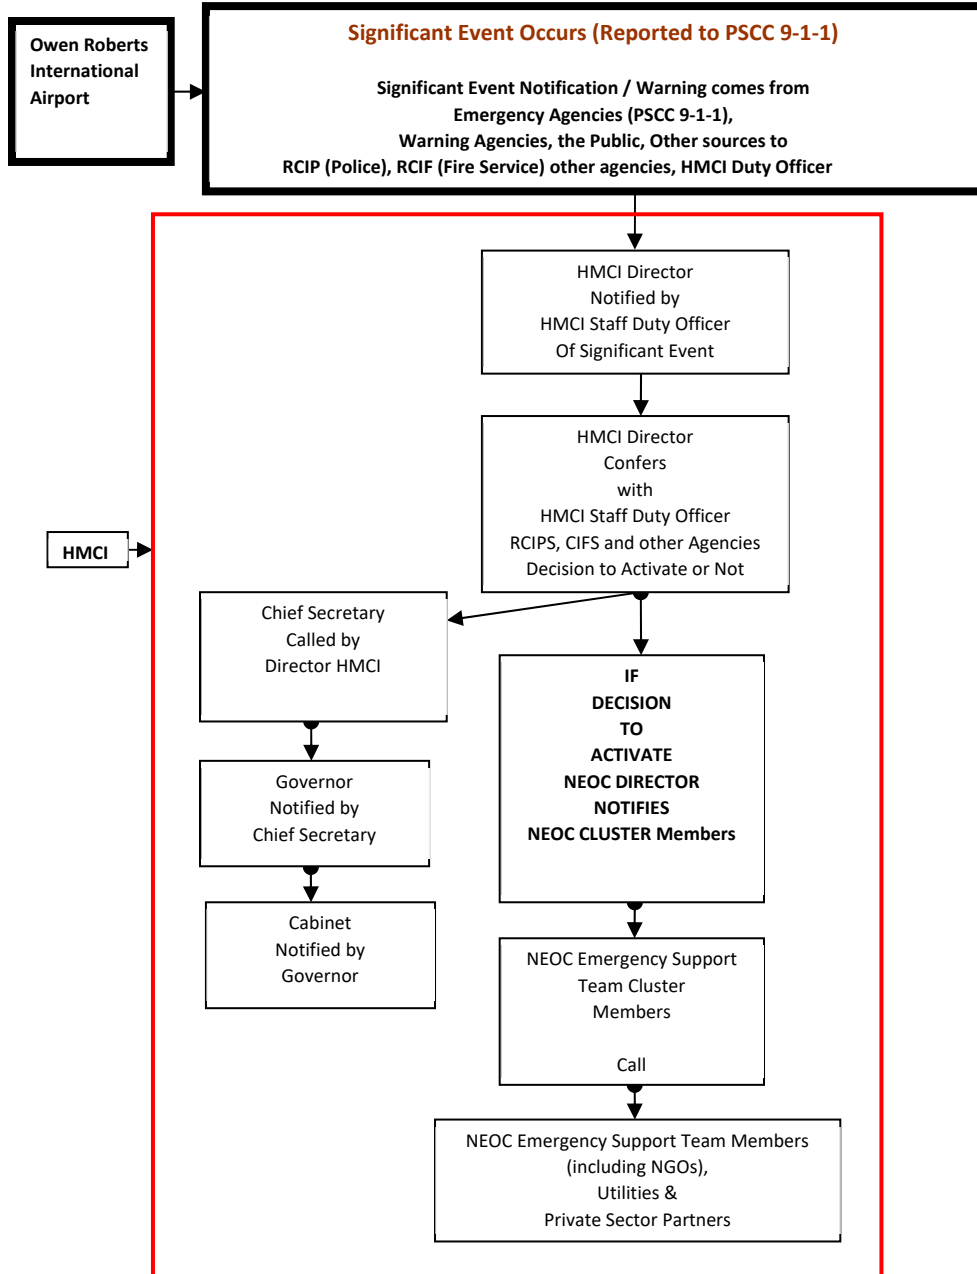 Owen Roberts
International
Airport
Significant Event Occurs (Reported to PSCC 9-1-1)
Significant Event Notification / Warning comes from
Emergency Agencies (PSCC 9-1-1),
Warning Agencies, the Public, Other sources to
RCIP (Police), RCIF (Fire Service) other agencies, HMCI Duty Officer
HMCI Director
Notified by
HMCI Staff Duty Officer
Of Significant Event
HMCI Director
Confers
with
HMCI Staff Duty Officer
RCIPS, CIFS and other Agencies
Decision to Activate or Not
HMCI
Chief Secretary
Called by
Director HMCI
IF
DECISION
TO
ACTIVATE
NEOC DIRECTOR
NOTIFIES
NEOC CLUSTER Members
Governor
Notified by
Chief Secretary
Cabinet
Notified by
Governor
NEOC Emergency Support
Team Cluster
Members
Call
NEOC Emergency Support Team Members
(including NGOs),
Utilities &
Private Sector Partners